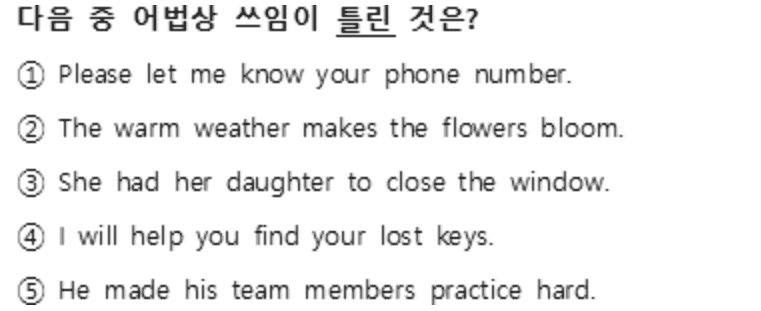 다음 중 어법상 쓰임이 틀린 것은?
① Please let me know your phone number.
② The warm weather makes the flowers bloom.
③ She had her daughter to close the window.
④ I will help you find your lost keys.
⑤ He made his team members practice hard.